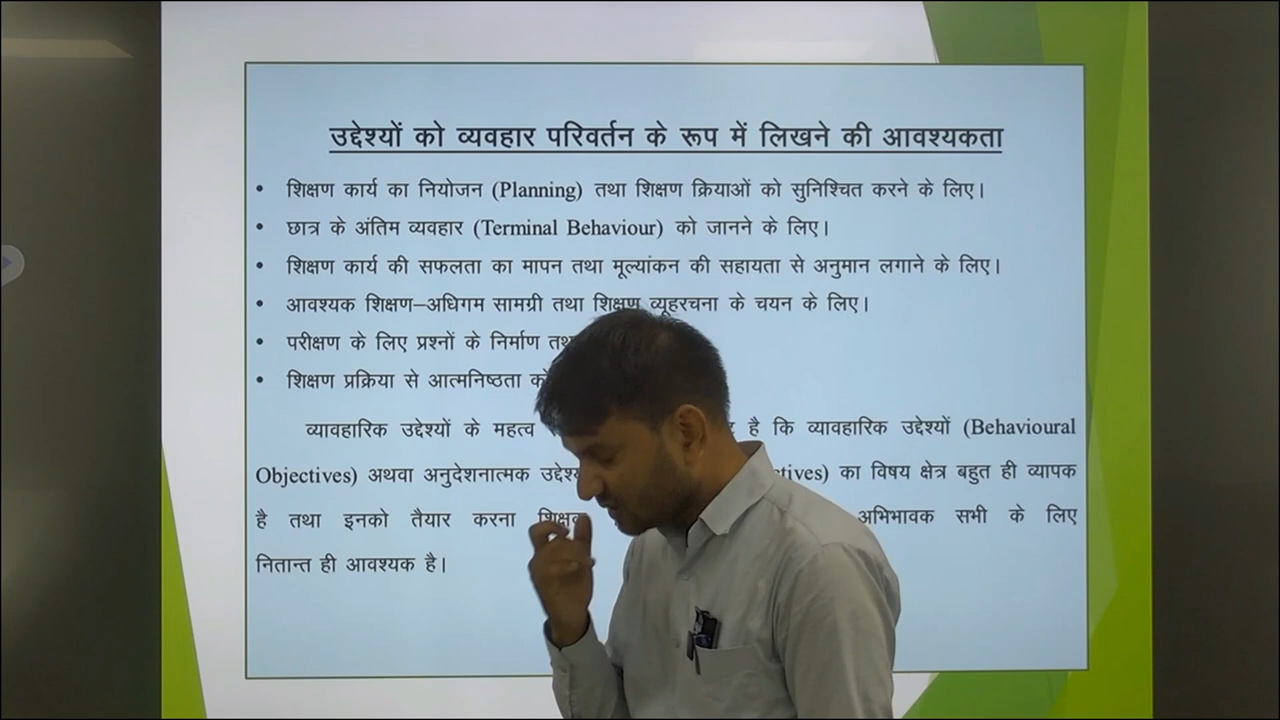 उद्देश्यों को व्यवहार परिवर्तन के रूप में लिखने की आवश्यकता
• शिक्षण कार्य का नियोजन (Planning) तथा शिक्षण क्रियाओं को सुनिश्चित करने के लिए।
• छात्र के अंतिम व्यवहार (Terminal Behaviour) को जानने के लिए।
• शिक्षण कार्य की सफलता का मापन तथा मूल्यांकन की सहायता से अनुमान लगाने के लिए।
• आवश्यक शिक्षण–अधिगम सामग्री तथा शिक्षण व्यूहरचना के चयन के लिए।
• परीक्षण के लिए प्रश्नों के निर्माण
• शिक्षण प्रक्रिया से आत्मनिष्ठता
व्यावहारिक उद्देश्यों के महत्व है कि व्यावहारिक उद्देश्यों (Behavioural
Objectives) अथवा अनुदेशनात्मक का विषय क्षेत्र बहुत ही व्यापक
है तथा इनको तैयार करना अभिभावक सभी के लिए
नितान्त ही आवश्यक है।